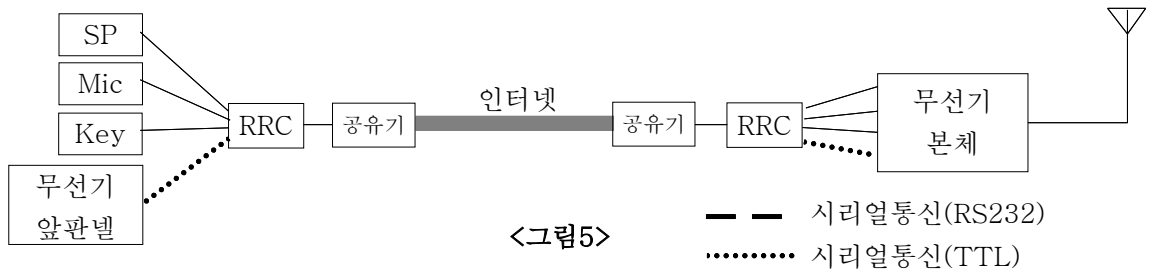 SP
Mic
Key
무선기
앞판넬
RRC
공유기
인터넷
공유기
RRC
무선기
본체
<그림5>
시리얼통신(RS232)
시리얼통신(TTL)